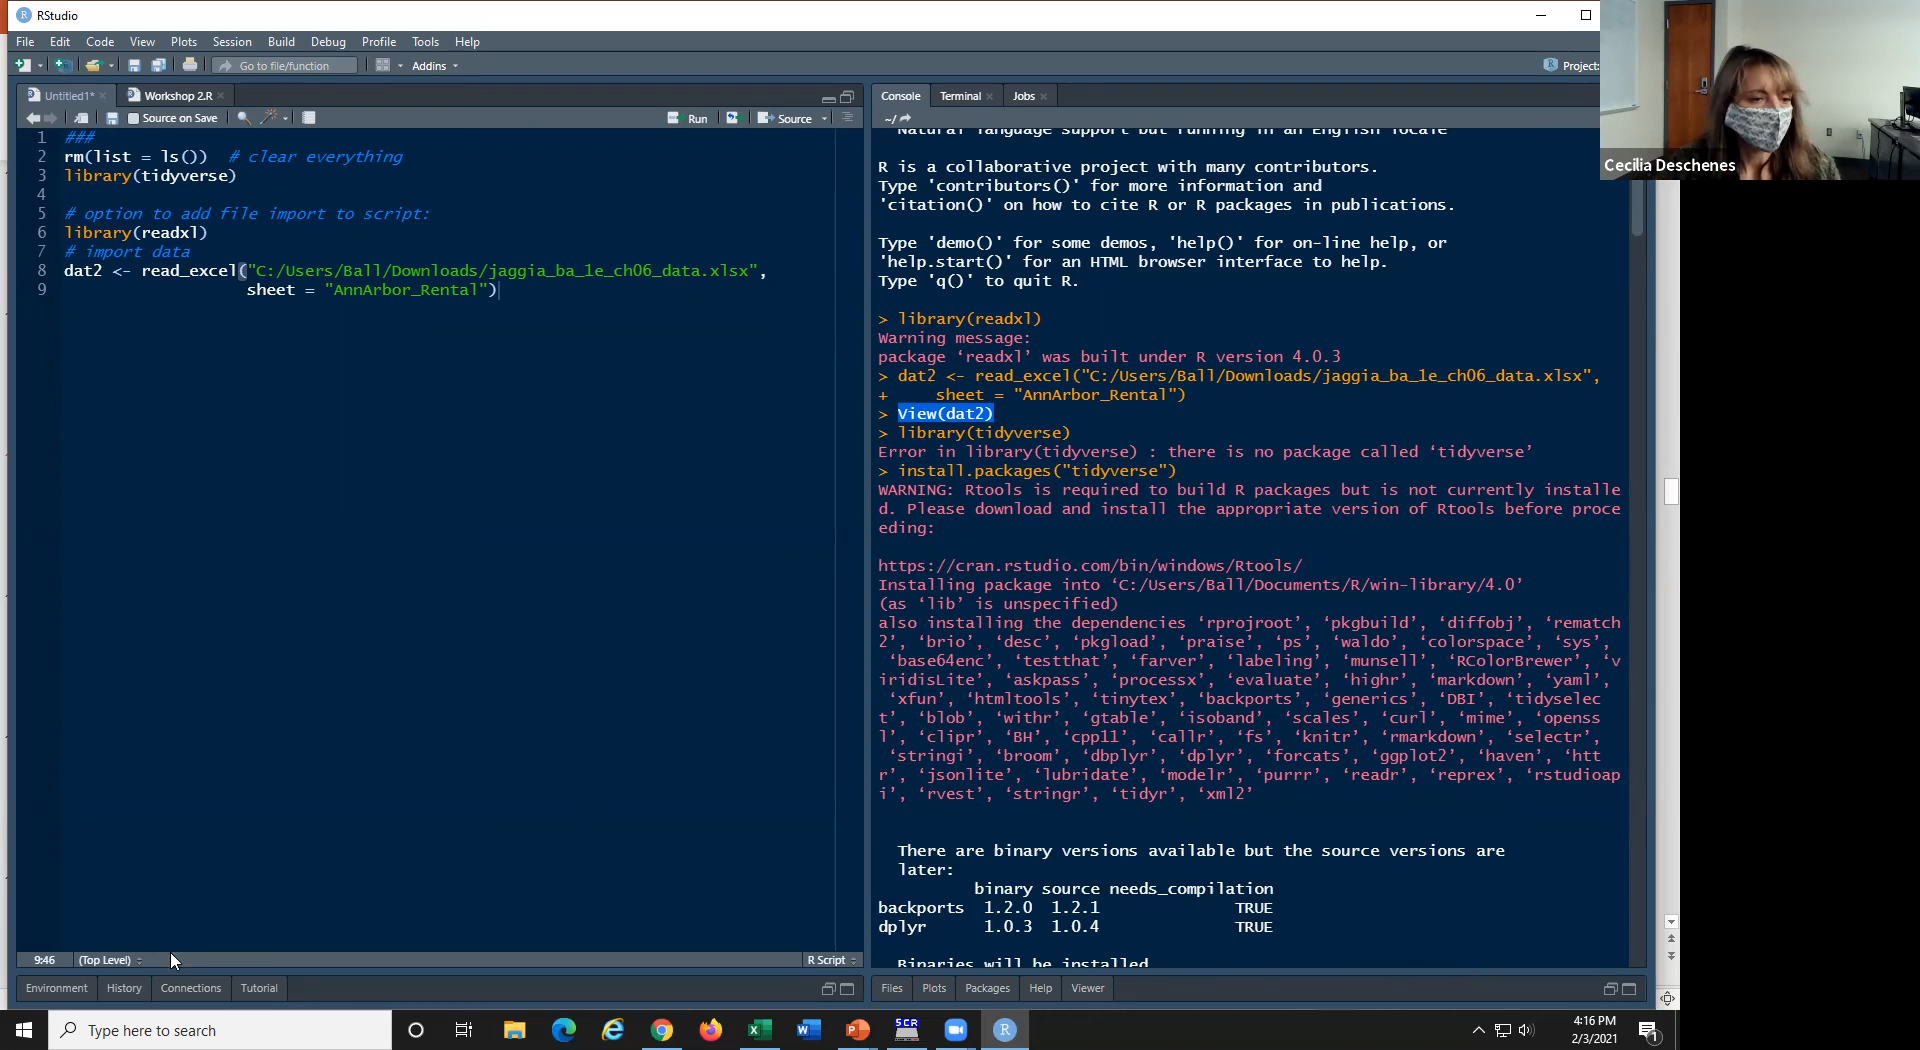 RStudio
File Edit Code View Plots Session Build Debug Profile Tools Help
Go to file/function Addins Project:
Untitled1* Workshop 2.R
Source on Save Run Source
1 ###
2 rm(list = ls()) # clear everything
3 library(tidyverse)
4
5 # option to add file import to script:
6 library(readxl)
7 # import data
8 dat2 <- read_excel("C:/Users/Ball/Downloads/jaggia_ba_1e_ch06_data.xlsx",
9 sheet = "AnnArbor_Rental")
9:46 (Top Level) R Script
Environment History Connections Tutorial
Console Terminal Jobs
~/
Natural language support but running in an English locale
R is a collaborative project with many contributors.
Type 'contributors()' for more information and
'citation()' on how to cite R or R packages in publications.
Type 'demo()' for some demos, 'help()' for on-line help, or
'help.start()' for an HTML browser interface to help.
Type 'q()' to quit R.
> library(readxl)
Warning message:
package ‘readxl’ was built under R version 4.0.3
> dat2 <- read_excel("C:/Users/Ball/Downloads/jaggia_ba_1e_ch06_data.xlsx",
+ sheet = "AnnArbor_Rental")
> View(dat2)
> library(tidyverse)
Error in library(tidyverse) : there is no package called ‘tidyverse’
> install.packages("tidyverse")
WARNING: Rtools is required to build R packages but is not currently installe
d. Please download and install the appropriate version of Rtools before proce
eding:
https://cran.rstudio.com/bin/windows/Rtools/
Installing package into ‘C:/Users/Ball/Documents/R/win-library/4.0’
(as ‘lib’ is unspecified)
also installing the dependencies ‘rprojroot’, ‘pkgbuild’, ‘diffobj’, ‘rematch
2’, ‘brio’, ‘desc’, ‘pkgload’, ‘praise’, ‘ps’, ‘waldo’, ‘colorspace’, ‘sys’,
‘base64enc’, ‘testthat’, ‘farver’, ‘labeling’, ‘munsell’, ‘RColorBrewer’, ‘v
iridisLite’, ‘askpass’, ‘processx’, ‘evaluate’, ‘highr’, ‘markdown’, ‘yaml’,
‘xfun’, ‘htmltools’, ‘tinytex’, ‘backports’, ‘generics’, ‘DBI’, ‘tidyselec
t’, ‘blob’, ‘withr’, ‘gtable’, ‘isoband’, ‘scales’, ‘curl’, ‘mime’, ‘openss
l’, ‘clipr’, ‘BH’, ‘cpp11’, ‘callr’, ‘fs’, ‘knitr’, ‘rmarkdown’, ‘selectr’,
‘stringi’, ‘broom’, ‘dbplyr’, ‘dplyr’, ‘forcats’, ‘ggplot2’, ‘haven’, ‘htt
r’, ‘jsonlite’, ‘lubridate’, ‘modelr’, ‘purrr’, ‘readr’, ‘reprex’, ‘rstudioap
i’, ‘rvest’, ‘stringr’, ‘tidyr’, ‘xml2’
There are binary versions available but the source versions are
later:
binary source needs_compilation
backports 1.2.0 1.2.1 TRUE
dplyr 1.0.3 1.0.4 TRUE
Binaries will be installed
Files Plots Packages Help Viewer
Cecilia Deschenes
Type here to search
SCR
4:16 PM
2/3/2021
1